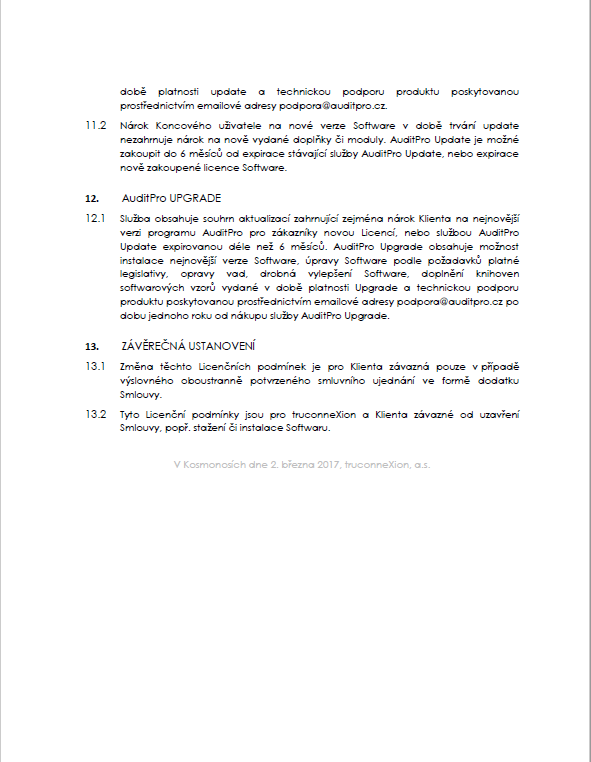 době platnosti update a technickou podporu produktu poskytovanou
prostřednictvím emailové adresy podpora@auditpro.cz.
11.2 Nárok Koncového uživatele na nové verze Software v době trvání update
nezahrnuje nárok na nově vydané doplňky či moduly. AuditPro Update je možné
zakoupit do 6 měsíců od expirace stávající služby AuditPro Update, nebo expirace
nově zakoupené licence Software.
12. AuditPro UPGRADE
12.1 Služba obsahuje souhrn aktualizací zahrnující zejména nárok Klienta na nejnovější
verzi programu AuditPro pro zákazníky novou Licencí, nebo službou AuditPro
Update expirovanou déle než 6 měsíců. AuditPro Upgrade obsahuje možnost
instalace nejnovější verze Software, úpravy Software podle požadavků platné
legislativy, opravy vad, drobná vylepšení Software, doplnění knihoven
softwarových vzorů vydané v době platnosti Upgrade a technickou podporu
produktu poskytovanou prostřednictvím emailové adresy podpora@auditpro.cz po
dobu jednoho roku od nákupu služby AuditPro Upgrade.
13. ZÁVĚREČNÁ USTANOVENÍ
13.1 Změna těchto Licenčních podmínek je pro Klienta závazná pouze v případě
výslovného oboustranně potvrzeného smluvního ujednání ve formě dodatku
Smlouvy.
13.2 Tyto Licenční podmínky jsou pro truconneXion a Klienta závazné od uzavření
Smlouvy, popř. stažení či instalace Softwaru.
V Kosmonosích dne 2. března 2017, truconneXion, a.s.